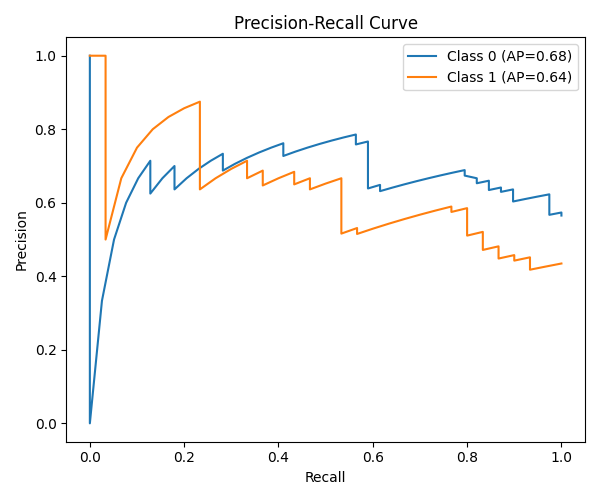 Precision-Recall Curve
Class 0 (AP=0.68)
Class 1 (AP=0.64)
Precision
1.0
0.8
0.6
0.4
0.2
0.0
0.0 0.2 0.4 0.6 0.8 1.0
Recall